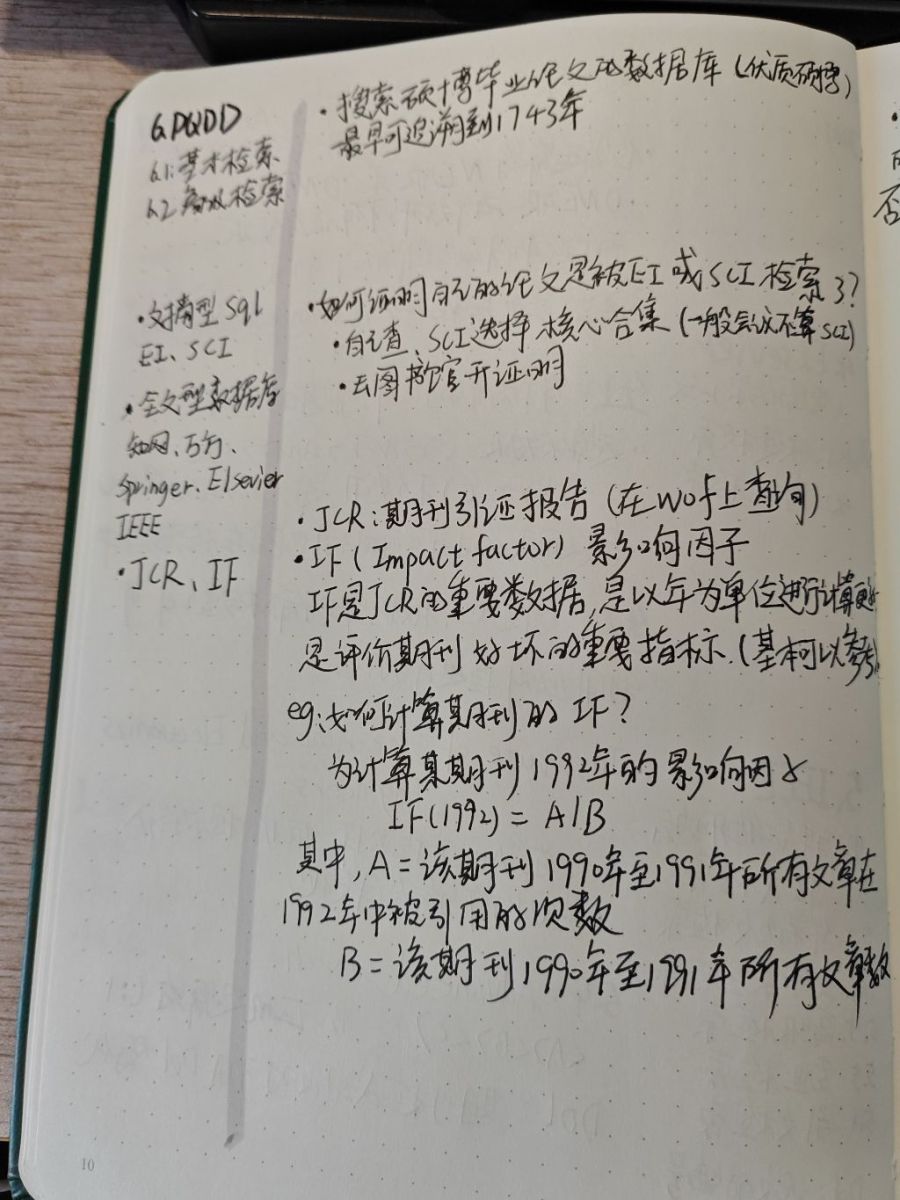 6.PQDD
6.1.基本检索
6.2 高级检索
·搜索硕博毕业论文的数据库(优质硕博)
最早可追溯到1743年
·文摘型sql
EI、SCI
·全文型数据库
知网、万方、
Springer、Elsevier
IEEE
·JCR、IF
·如何证明自己的论文是被EI或SCI检索了?
·自己查、SCI选择核心合集(一般会议不算SCI)
·去图书馆开证明
·JCR:期刊引证报告(在wof上查询)
·IF(Impact factor)影响因子
IF是JCR的重要数据,是以年为单位进行计算
是评价期刊好坏的重要指标.(基本可以参考)
eg:如何计算期刊的IF?
为计算某期刊1992年的影响因子
IF(1992)= A/B
其中,A=该期刊1990年至1991年所有文章在
1992年中被引用的次数
B=该期刊1990年至1991年所有文章数
否
10